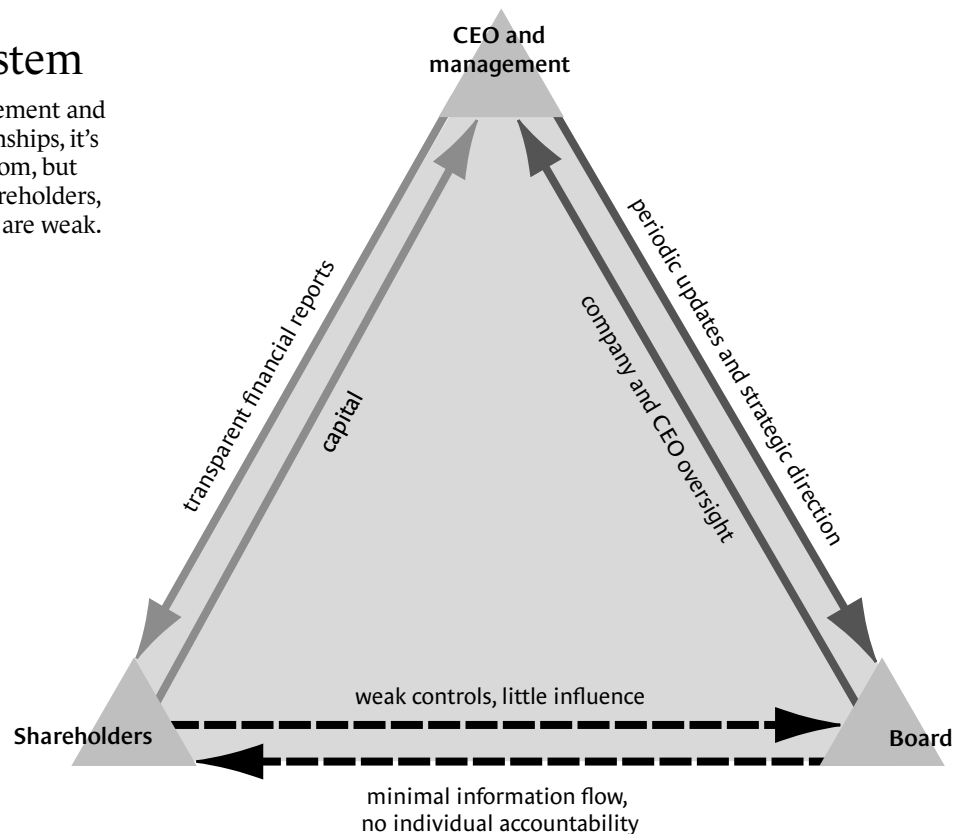 stem
ement and
nships, it's
om, but
reholders,
are weak.
CEO and
management
transparent financial reports
capital
company and CEO oversight
periodic updates and strategic direction
Shareholders
weak controls, little influence
Board
minimal information flow,
no individual accountability